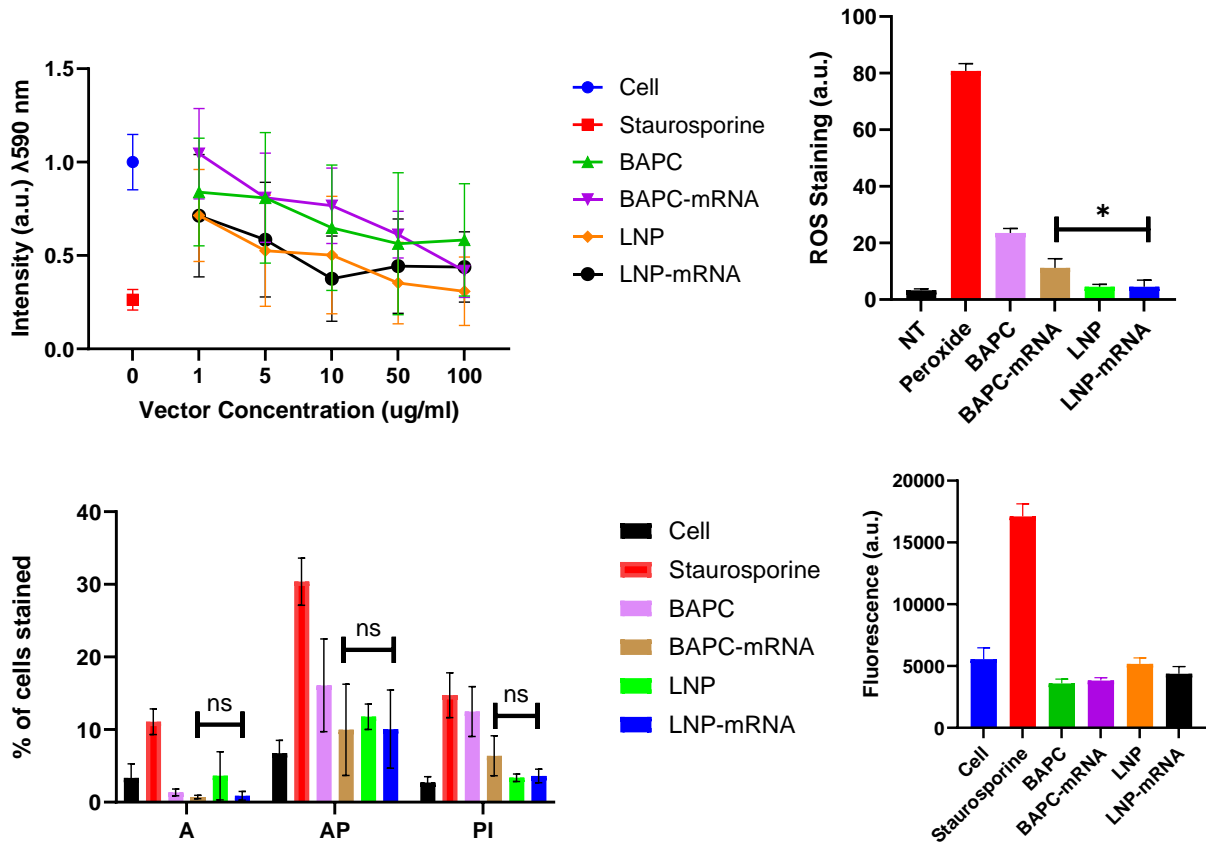 Intensity (a.u.) λ590 nm
1.5
1.0
0.5
0.0
0 1 5 10 50 100
Vector Concentration (ug/ml)
Cell
Staurosporine
BAPC
BAPC-mRNA
LNP
LNP-mRNA
ROS Staining (a.u.)
100
80
60
40
20
0
*
NT
Peroxide
BAPC
BAPC-mRNA
LNP
LNP-mRNA
% of cells stained
40
30
20
10
0
ns
ns
ns
A AP PI
Cell
Staurosporine
BAPC
BAPC-mRNA
LNP
LNP-mRNA
Fluorescence (a.u.)
20000
15000
10000
5000
0
Cell
Staurosporine
BAPC
BAPC-mRNA
LNP
LNP-mRNA